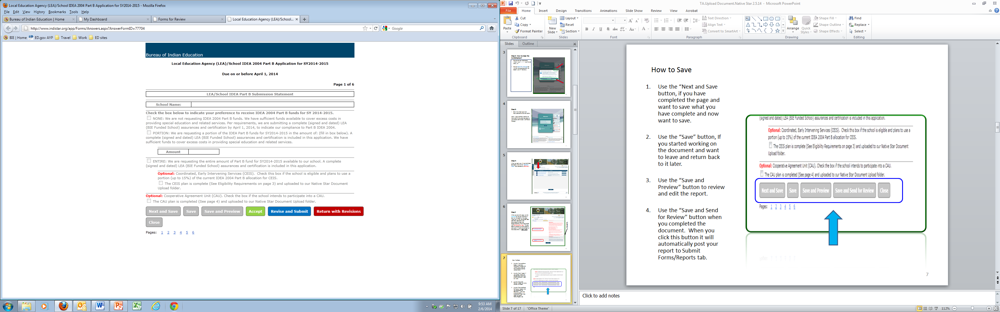 Local Education Agency (LEA)/School IDEA 2004 Part B Application for SY2014-2015 - Mozilla Firefox
File Edit View History Bookmarks Tools Help
Bureau of Indian Education | Home
My Dashboard
Forms for Review
Local Education Agency (LEA)/School...
http://www.indistar.org/app/Forms/Answers.aspx?AnswerFormID=77704
Google
BIE | Home ED.gov AYP Travel Work ED sites
Bureau of Indian Education
Local Education Agency (LEA)/School IDEA 2004 Part B Application for SY2014-2015
Due on or before April 1, 2014
Page 1 of 6
LEA/School IDEA Part B Submission Statement
School Name:
Check the box below to indicate your preference to receive IDEA 2004 Part B funds for SY 2014-2015.
NONE: We are not requesting IDEA 2004 Part B funds. We have sufficient funds available to cover excess costs in
providing special education and related services. Per requirements, we are submitting a complete (signed and dated) LEA
(BIE Funded School) assurances and certification by April 1, 2014, to indicate our compliance to Part B IDEA 2004.
PORTION: We are requesting a portion of the IDEA Part B funds for SY2014-2015 in the amount of: (fill in box below). A
complete (signed and dated) LEA (BIE Funded School) assurances and certification is included in this application. We have
sufficient funds to cover excess costs in providing special education and related services.
Amount
ENTIRE: We are requesting the entire amount of Part B fund for SY2014-2015 available to our school. A complete
(signed and dated) LEA (BIE Funded School) assurances and certification is included in this application.
Optional: Coordinated, Early Intervening Services (CEIS). Check this box if the school is eligible and plans to use a
portion (up to 15%) of the current IDEA 2004 Part B allocation for CEIS.
The CEIS plan is complete (See Eligibility Requirements on page 3) and uploaded to our Native Star Document
Upload folder.
Optional: Cooperative Agreement Unit (CAU). Check the box if the school intends to participate into a CAU.
The CAU plan is completed (See page 4) and uploaded to our Native Star Document Upload folder.
Next and Save Save Save and Preview Accept Revise and Submit Return with Revisions
Close
Pages: 1 2 3 4 5 6
9:53 AM
2/6/2014
TA.Upload Document.Native Star 2.5.14 - Microsoft PowerPoint
File Home Insert Design Transitions Animations Slide Show Review View Acrobat
Paste
Cut
Copy
Format Painter
Clipboard
New
Slide
Layout
Reset
Section
Slides
Font
Text Direction
Align Text
Convert to SmartArt
Paragraph
Arrange
Quick
Styles
Shape Fill
Shape Outline
Shape Effects
Drawing
Find
Replace
Select
Editing
Slides Outline
3
4
5
6
7
How to Save
1. Use the “Next and Save
button, if you have
completed the page and
want to save what you
have complete and now
want to save.
2. Use the “Save” button, If
you started working on
the document and want
to leave and return back
to it later.
3. Use the “Save and
Preview” button to review
and edit the report.
4. Use the “Save and Send
for Review” button when
you completed the
document. When you
click this button it will
automatically post your
report to Submit
Forms/Reports tab.
(signed and dated) LEA (BIE Funded School) assurances and certification is included in this application.
Optional: Coordinated, Early Intervening Services (CEIS). Check this box if the school is eligible and plans to use a
portion (up to 15%) of the current IDEA 2004 Part B allocation for CEIS.
The CEIS plan is complete (See Eligibility Requirements on page 3) and uploaded to our Native Star Document
Upload folder.
Optional: Cooperative Agreement Unit (CAU). Check the box if the school intends to participate into a CAU.
The CAU plan is completed (See page 4) and uploaded to our Native Star Document Upload folder.
Next and Save Save Save and Preview Save and Send for Review Close
Pages: 1 2 3 4 5 6
7
Click to add notes
Slide 7 of 17 "Office Theme" 112%